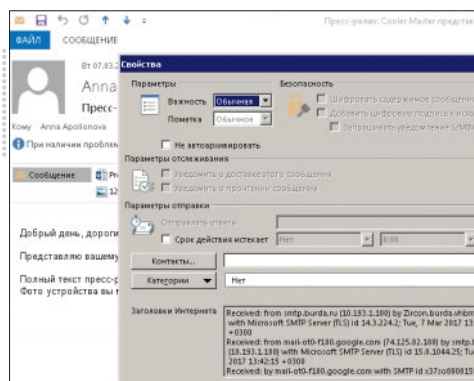 Пресс-релиз: Cooler Master представ
ФАЙЛ СООБЩЕНИЕ
Вт 07.03.2
Anna
Пресс-
Кому Anna Apollonova
При наличии проблем
Сообщение Pr
12
Добрый день, дороги
Представляю вашему
Полный текст пресс-р
Фото устройства вы
Свойства
Параметры
Важность Обычная
Пометка Обычное
Не автоархивировать
Безопасность
Шифровать содержимое сообщени
Добавить цифровую подпись к исхо
Запрашивать уведомление S/MIM
Параметры отслеживания
Уведомить о доставке этого сообщения
Уведомить о прочтении сообщения
Параметры отправки
Отправлять ответы
Срок действия истекает Нет 0:00
Контакты...
Категории Нет
Заголовки Интернета
Received: from smtp.burda.ru (10.193.1.180) by Zircon.burda.vhbm
with Microsoft SMTP Server (TLS) id 14.3.224.2; Tue, 7 Mar 2017 13
+0300
Received: from mail-ot0-f180.google.com (74.125.82.180) by smtp.b
(10.193.1.180) with Microsoft SMTP Server (TLS) id 15.0.1044.25; Tu
2017 13:42:15 +0300
Received: by mail-ot0-f180.google.com with SMTP id